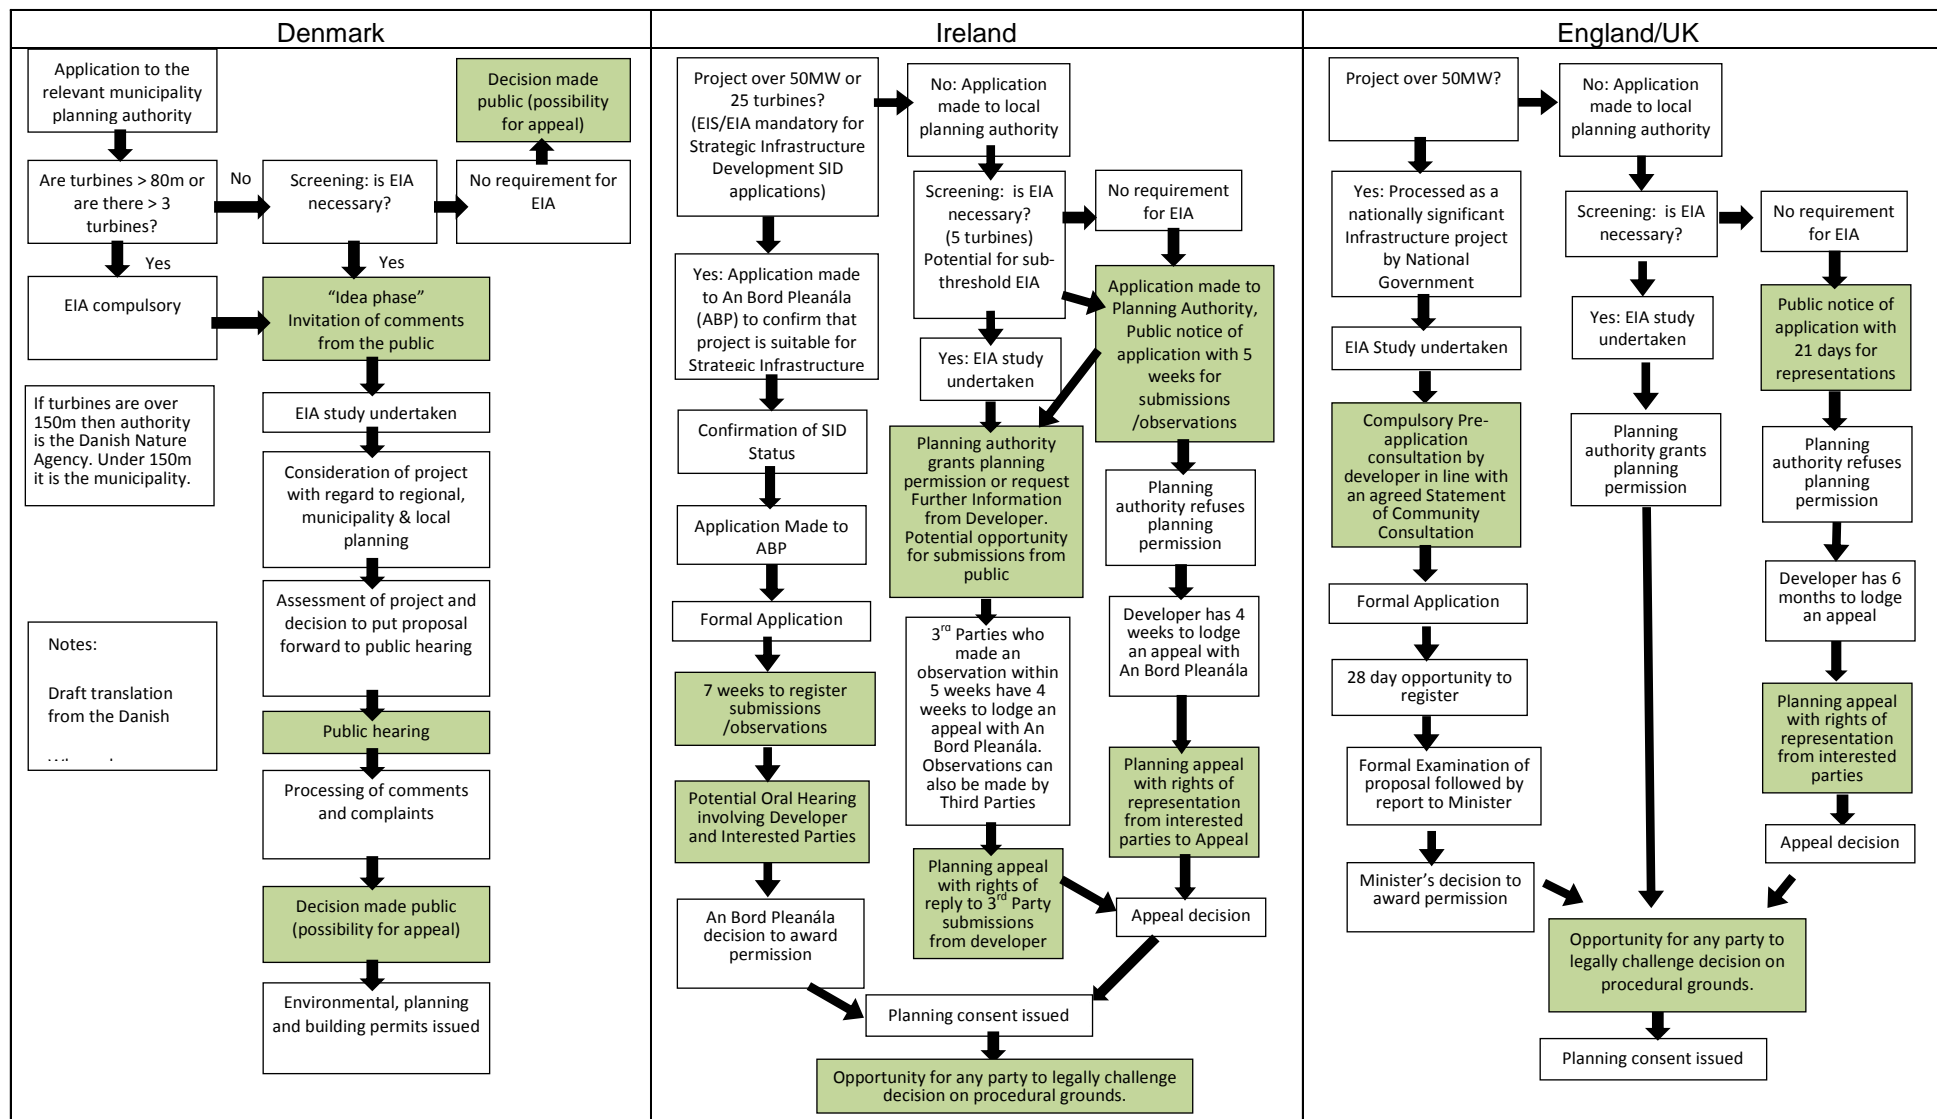 Denmark
Application to the
relevant municipality
planning authority
Decision made
public (possibility
for appeal)
Are turbines > 80m or
are there > 3
turbines?
No
Screening: is EIA
necessary?
No requirement for
EIA
Yes
Yes
EIA compulsory
“Idea phase”
Invitation of comments
from the public
If turbines are over
150m then authority
is the Danish Nature
Agency. Under 150m
it is the municipality.
EIA study undertaken
Consideration of project
with regard to regional,
municipality & local
planning
Assessment of project and
decision to put proposal
forward to public hearing
Notes:
Draft translation
from the Danish
Public hearing
Processing of comments
and complaints
Decision made public
(possibility for appeal)
Environmental, planning
and building permits issued
Ireland
Project over 50MW or
25 turbines?
(EIS/EIA mandatory for
Strategic Infrastructure
Development SID
applications)
No: Application
made to local
planning authority
Screening: is EIA
necessary?
(5 turbines)
Potential for sub-
threshold EIA
No requirement
for EIA
Yes: Application made
to An Bord Pleanála
(ABP) to confirm that
project is suitable for
Strategic Infrastructure
Yes: EIA study
undertaken
Application made to
Planning Authority,
Public notice of
application with 5
weeks for
submissions
/observations
Confirmation of SID
Status
Planning authority
grants planning
permission or request
Further Information
from Developer.
Potential opportunity
for submissions from
public
Planning
authority refuses
planning
permission
Application Made to
ABP
Formal Application
3rd Parties who
made an
observation within
5 weeks have 4
weeks to lodge an
appeal with An
Bord Pleanála.
Observations can
also be made by
Third Parties
Developer has 4
weeks to lodge
an appeal with
An Bord Pleanála
7 weeks to register
submissions
/observations
Potential Oral Hearing
involving Developer
and Interested Parties
Planning appeal
with rights of
representation
from interested
parties to Appeal
Planning appeal
with rights of
reply to 3rd Party
submissions
from developer
Appeal decision
An Bord Pleanála
decision to award
permission
Planning consent issued
Opportunity for any party to legally challenge
decision on procedural grounds.
England/UK
Project over 50MW?
No: Application
made to local
planning authority
Yes: Processed as a
nationally significant
Infrastructure project
by National
Government
Screening: is EIA
necessary?
No requirement
for EIA
EIA Study undertaken
Yes: EIA study
undertaken
Public notice of
application with
21 days for
representations
Compulsory Pre-
application
consultation by
developer in line with
an agreed Statement
of Community
Consultation
Planning
authority grants
planning
permission
Planning
authority refuses
planning
permission
Formal Application
Developer has 6
months to lodge
an appeal
28 day opportunity to
register
Planning appeal
with rights of
representation
from interested
parties
Formal Examination of
proposal followed by
report to Minister
Appeal decision
Minister’s decision to
award permission
Opportunity for any party to
legally challenge decision on
procedural grounds.
Planning consent issued